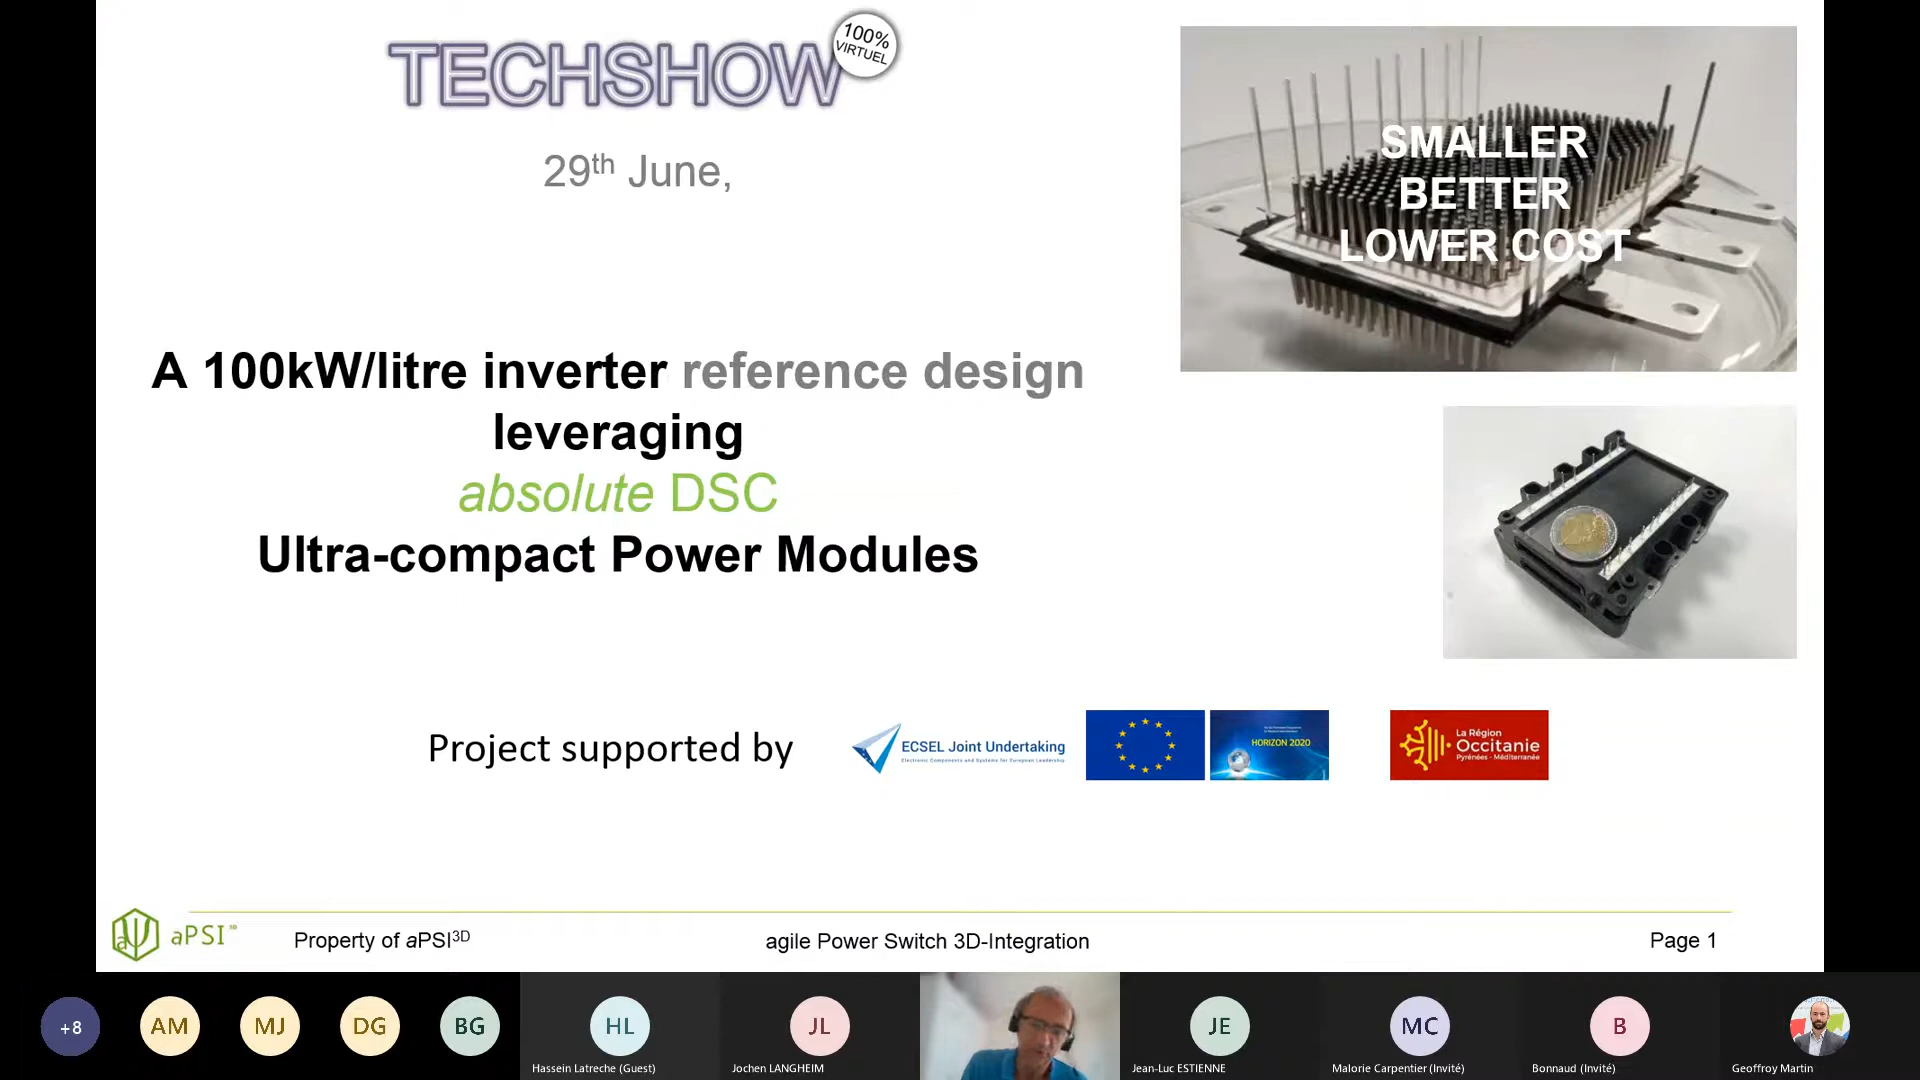 TECHSHOW
100%
VIRTUEL
29th June,
SMALLER
BETTER
LOWER COST
A 100kW/litre inverter reference design
leveraging
absolute DSC
Ultra-compact Power Modules
Project supported by
ECSEL Joint Undertaking
Electronic Components and Systems for European Leadership
HORIZON 2020
La Région
Occitanie
Pyrénées - Méditerranée
aPSI3D
Property of aPSI3D
agile Power Switch 3D-Integration
Page 1
+8
AM
MJ
DG
BG
HL
JL
JE
MC
B
Hassein Latreche (Guest)
Jochen LANGHEIM
Jean-Luc ESTIENNE
Malorie Carpentier (Invité)
Bonnaud (Invité)
Geoffroy Martin